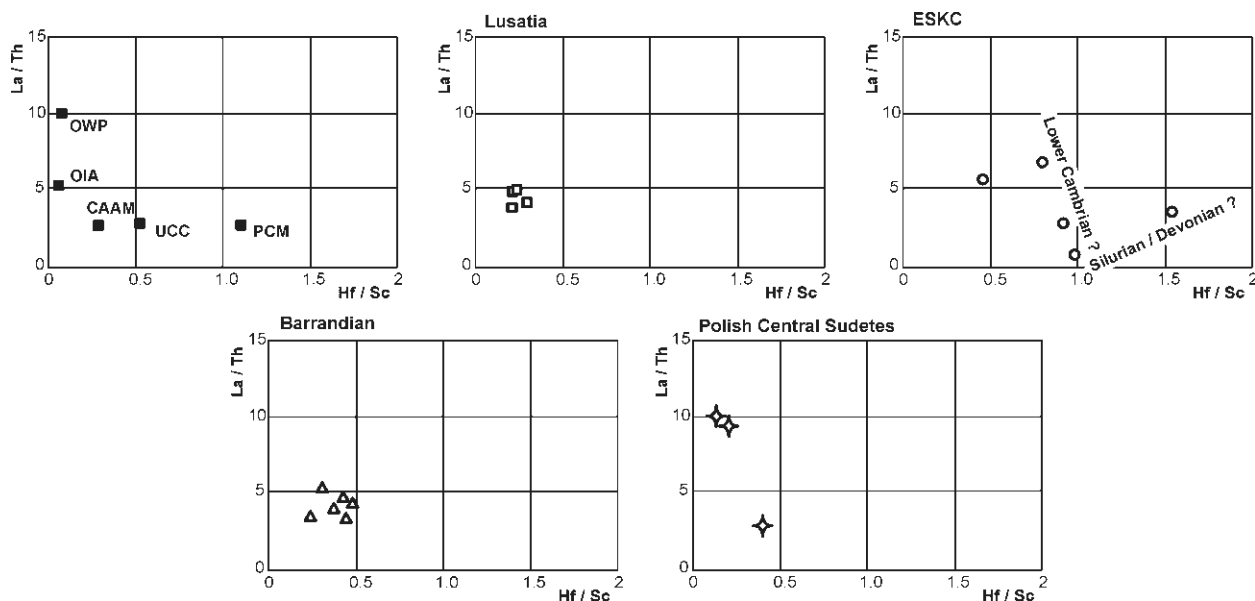 La / Th
15
10
5
0
OWP
OIA
CAAM
UCC
PCM
0
0.5
1.0
1.5
2
Hf / Sc
Lusatia
La / Th
15
10
5
0
0
0.5
1.0
1.5
2
Hf / Sc
ESKC
La / Th
15
10
5
0
Lower Cambrian ?
Silurian / Devonian ?
0
0.5
1.0
1.5
2
Hf / Sc
Barrandian
La / Th
15
10
5
0
0
0.5
1.0
1.5
2
Hf / Sc
Polish Central Sudetes
La / Th
15
10
5
0
0
0.5
1.0
1.5
2
Hf / Sc